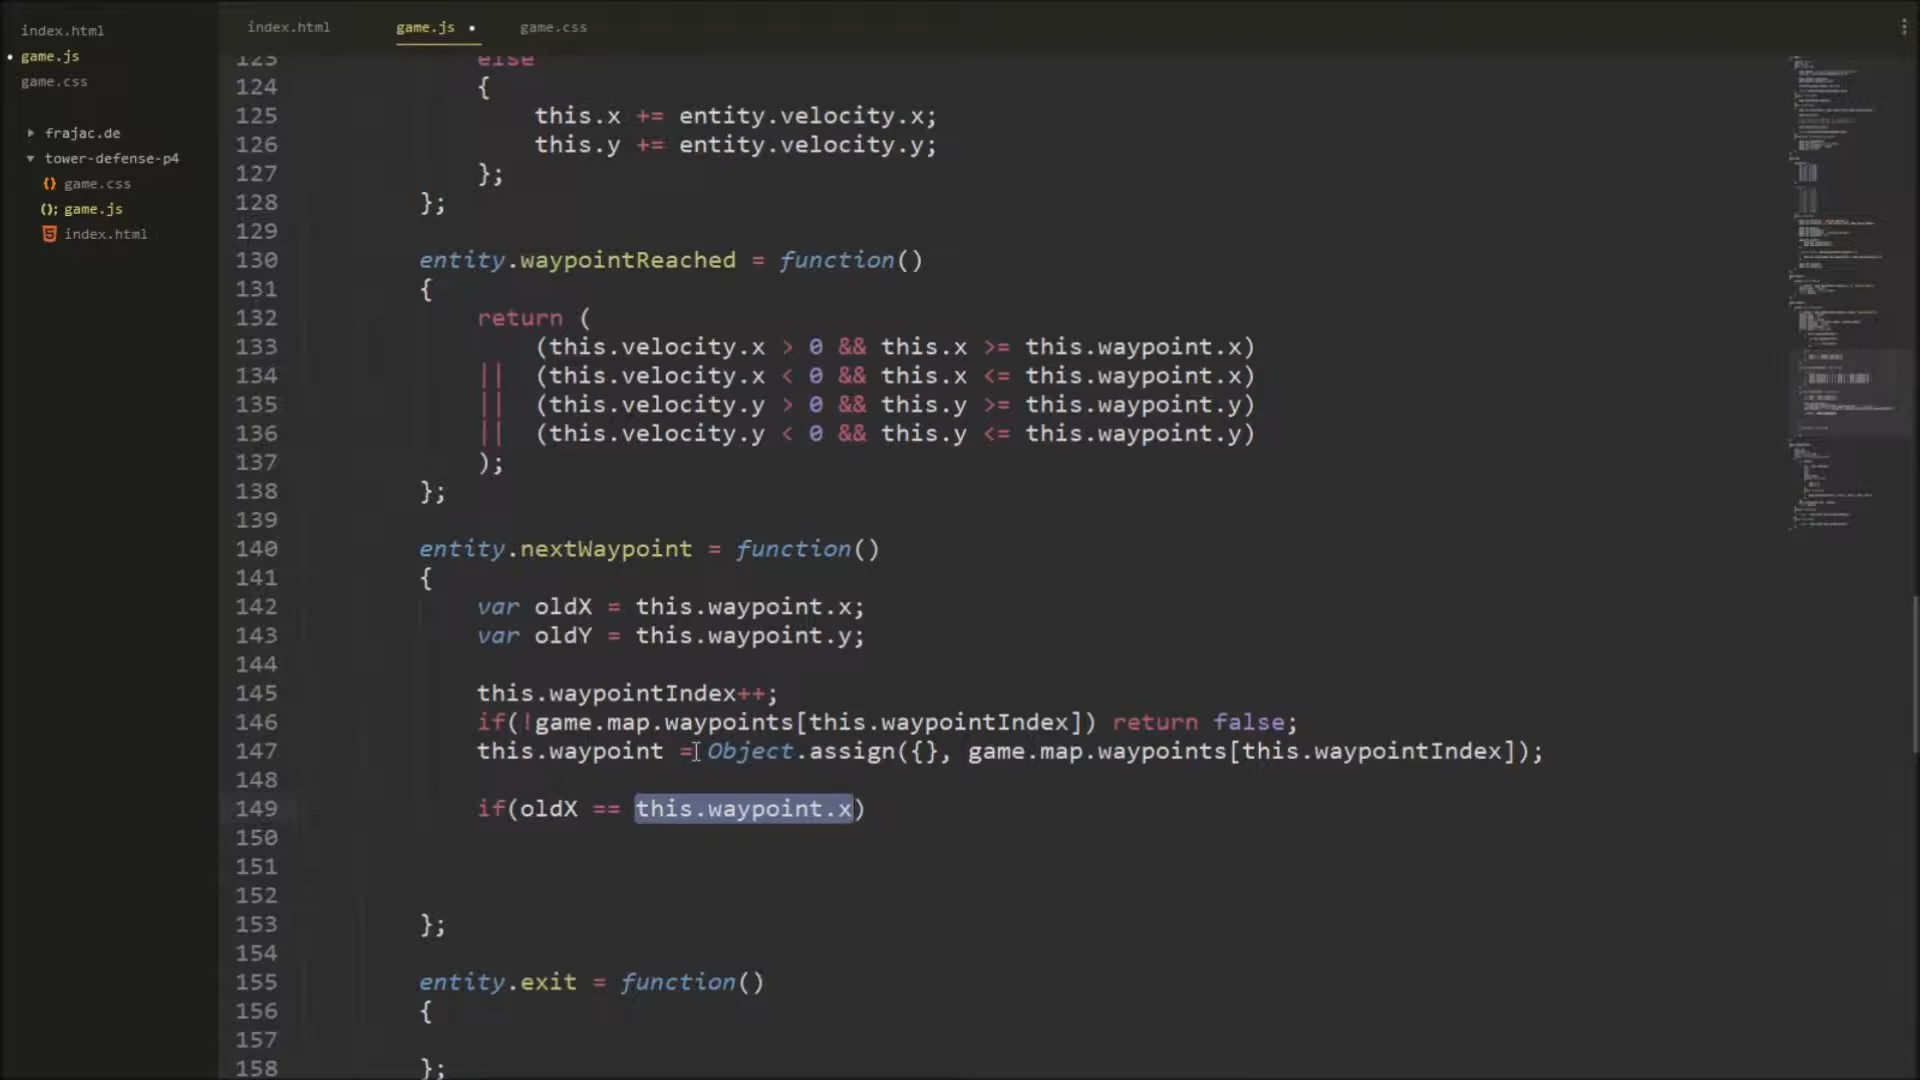 index.html
game.js
game.css
frajac.de
tower-defense-p4
game.css
game.js
index.html
index.html game.js game.css
123 else
124 {
125 this.x += entity.velocity.x;
126 this.y += entity.velocity.y;
127 };
128 };
129
130 entity.waypointReached = function()
131 {
132 return (
133 (this.velocity.x > 0 && this.x >= this.waypoint.x)
134 || (this.velocity.x < 0 && this.x <= this.waypoint.x)
135 || (this.velocity.y > 0 && this.y >= this.waypoint.y)
136 || (this.velocity.y < 0 && this.y <= this.waypoint.y)
137 );
138 };
139
140 entity.nextWaypoint = function()
141 {
142 var oldX = this.waypoint.x;
143 var oldY = this.waypoint.y;
144
145 this.waypointIndex++;
146 if(!game.map.waypoints[this.waypointIndex]) return false;
147 this.waypoint = Object.assign({}, game.map.waypoints[this.waypointIndex]);
148
149 if(oldX == this.waypoint.x)
150
151
152
153 };
154
155 entity.exit = function()
156 {
157
158 };